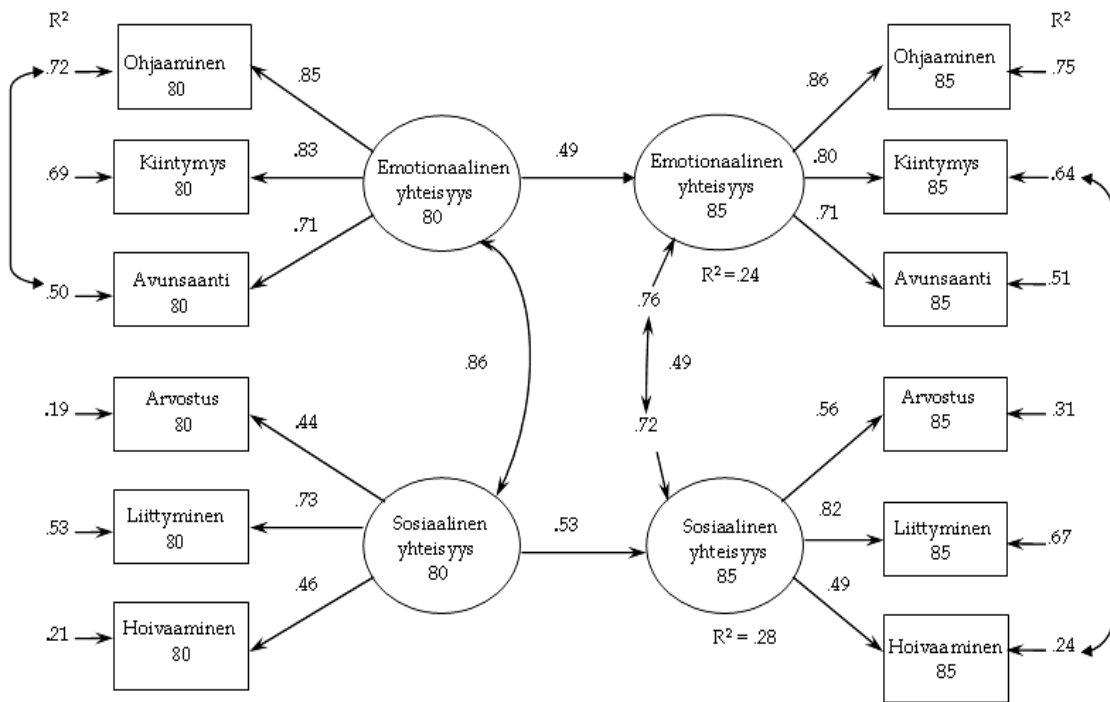 R²
R²
.72
Ohjaaminen
80
.85
.86
Ohjaaminen
85
.75
.69
Kiintymys
80
.83
Emotionaalinen
yhteisyys
80
.49
Emotionaalinen
yhteisyys
85
.80
Kiintymys
85
.64
.50
Avunsaanti
80
.71
.71
Avunsaanti
85
.51
R² = .24
.76
.86
.49
.72
.19
Arvostus
80
.44
.56
Arvostus
85
.31
.53
Liittyminen
80
.73
Sosiaalinen
yhteisyys
80
.53
Sosiaalinen
yhteisyys
85
.82
Liittyminen
85
.67
.21
Hoivaaminen
80
.46
.49
R² = .28
Hoivaaminen
85
.24